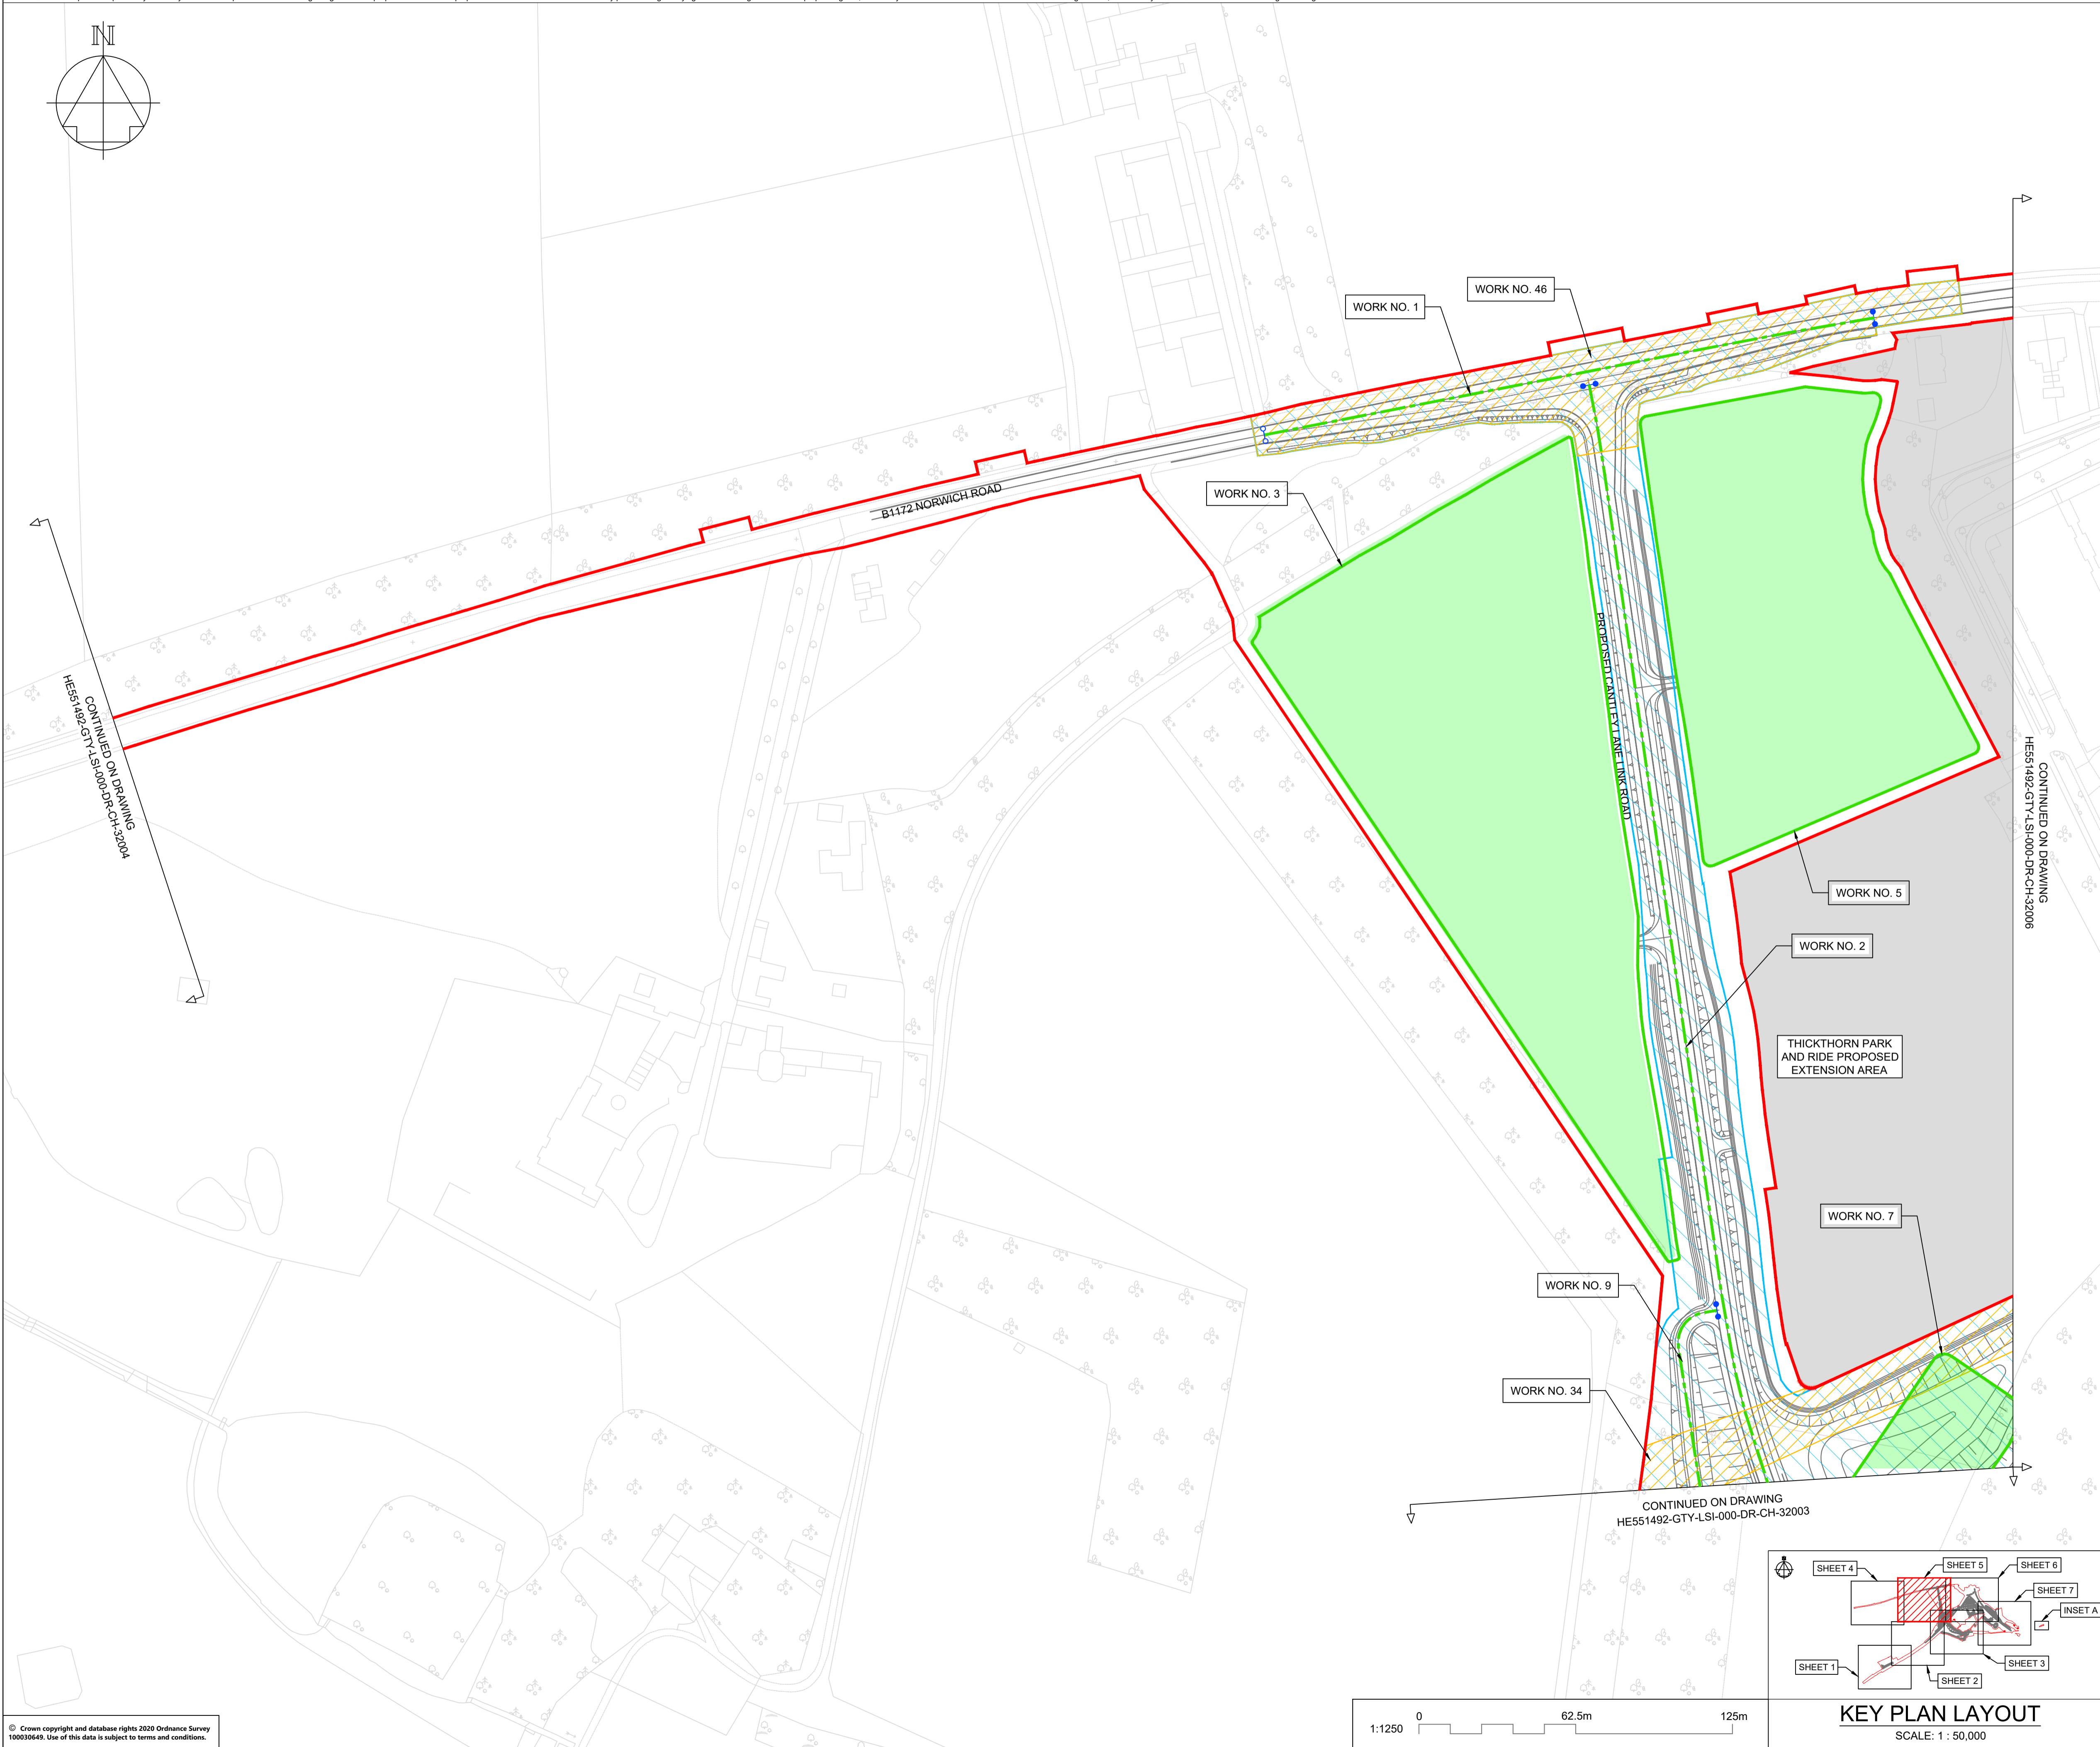 N
WORK NO. 46
WORK NO. 1
WORK NO. 3
B1172 NORWICH ROAD
CONTINUED ON DRAWING
HE551492-GTY-LSI-000-DR-CH-32004
PROPOSED CANTLEY LANE LINK ROAD
CONTINUED ON DRAWING
HE551492-GTY-LSI-000-DR-CH-32006
WORK NO. 5
WORK NO. 2
THICKTHORN PARK
AND RIDE PROPOSED
EXTENSION AREA
WORK NO. 7
WORK NO. 9
WORK NO. 34
CONTINUED ON DRAWING
HE551492-GTY-LSI-000-DR-CH-32003
SHEET 4
SHEET 5
SHEET 6
SHEET 7
INSET A
SHEET 1
SHEET 2
SHEET 3
KEY PLAN LAYOUT
SCALE: 1 : 50,000
1:1250
0
62.5m
125m
© Crown copyright and database rights 2020 Ordnance Survey
100030649. Use of this data is subject to terms and conditions.